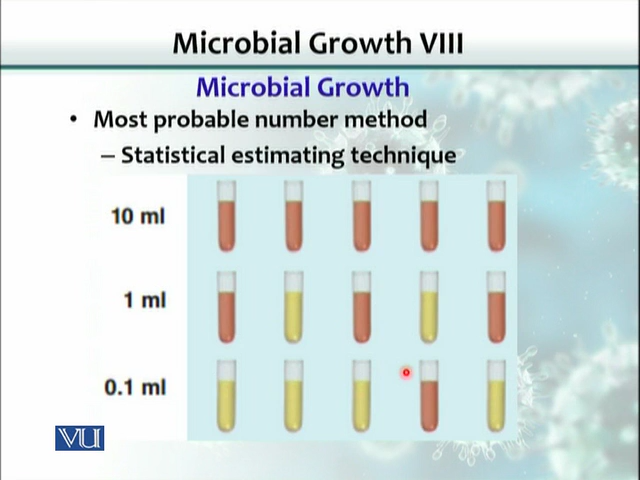 Microbial Growth VIII
Microbial Growth
• Most probable number method
– Statistical estimating technique
10 ml
1 ml
0.1 ml
VU